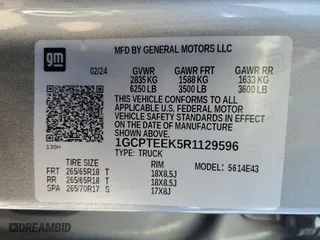 gm
MFD BY GENERAL MOTORS LLC
02/24 GVWR GAWR FRT GAWR RR
2835 KG 1588 KG 1633 KG
6250 LB 3500 LB 3600 LB
THIS VEHICLE CONFORMS TO ALL APPLICABLE
U.S. FEDERAL MOTOR
VEHICLE SAFETY STANDARDS IN EFFECT ON THE
DATE OF MANUFACTURE SHOWN ABOVE.
1GCPTEEK5R1129596
TYPE: TRUCK MODEL: 5614E43
130H
TIRE SIZE RIM
FRT 265/65R18 T 18X8.5J
RR 265/65R18 T 18X8.5J
SPA 265/70R17 S 17X8J
DREAMBID